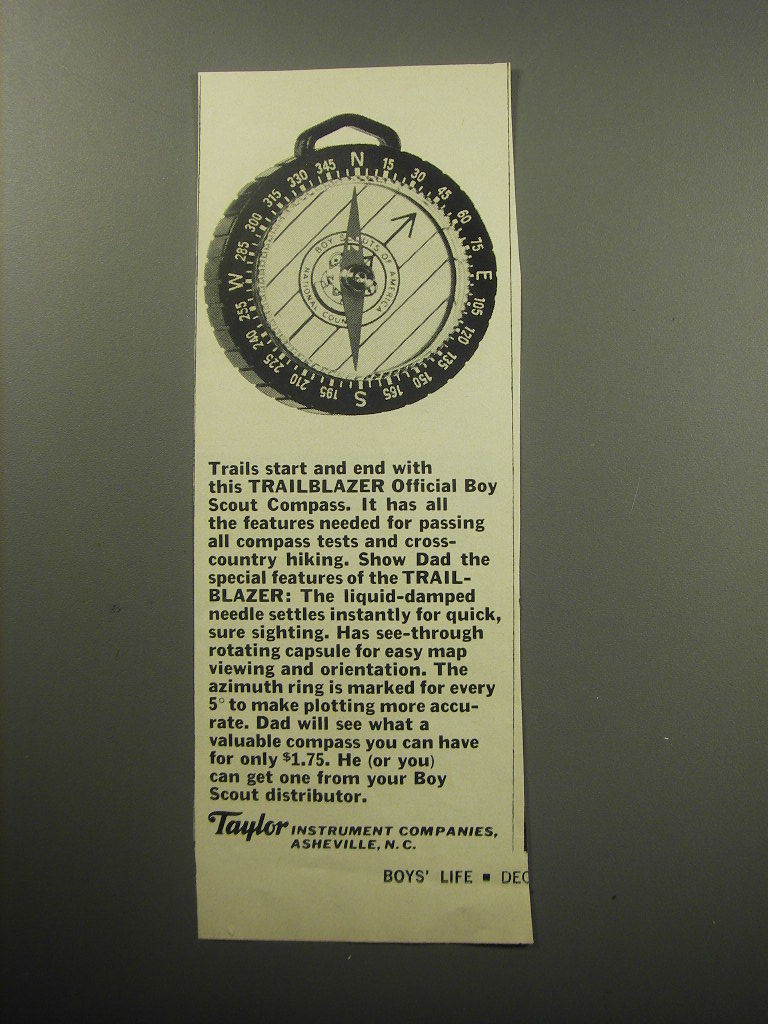 N 15 30 45 60 75 E 105 120 135 150 165 S 195 210 225 240 255 W 285 300 315 330 345
BOY SCOUTS OF AMERICA
NATIONAL COUN
Trails start and end with
this TRAILBLAZER Official Boy
Scout Compass. It has all
the features needed for passing
all compass tests and cross-
country hiking. Show Dad the
special features of the TRAIL-
BLAZER: The liquid-damped
needle settles instantly for quick,
sure sighting. Has see-through
rotating capsule for easy map
viewing and orientation. The
azimuth ring is marked for every
5° to make plotting more accu-
rate. Dad will see what a
valuable compass you can have
for only $1.75. He (or you)
can get one from your Boy
Scout distributor.
Taylor INSTRUMENT COMPANIES,
ASHEVILLE, N.C.
BOYS' LIFE ▪ DEC